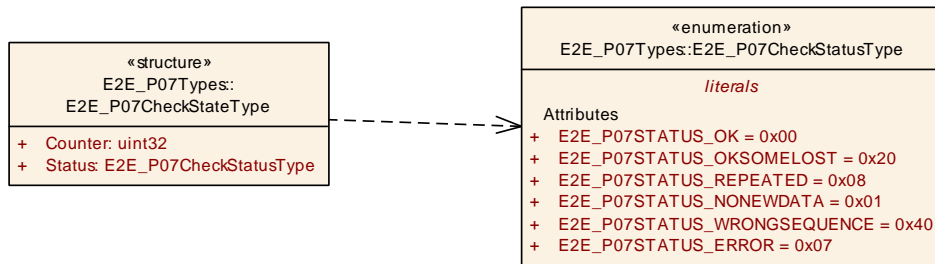 «structure»
E2E_P07Types::
E2E_P07CheckStateType
+ Counter: uint32
+ Status: E2E_P07CheckStatusType
«enumeration»
E2E_P07Types::E2E_P07CheckStatusType
literals
Attributes
+ E2E_P07STATUS_OK = 0x00
+ E2E_P07STATUS_OKSOMELOST = 0x20
+ E2E_P07STATUS_REPEATED = 0x08
+ E2E_P07STATUS_NONEWDATA = 0x01
+ E2E_P07STATUS_WRONGSEQUENCE = 0x40
+ E2E_P07STATUS_ERROR = 0x07